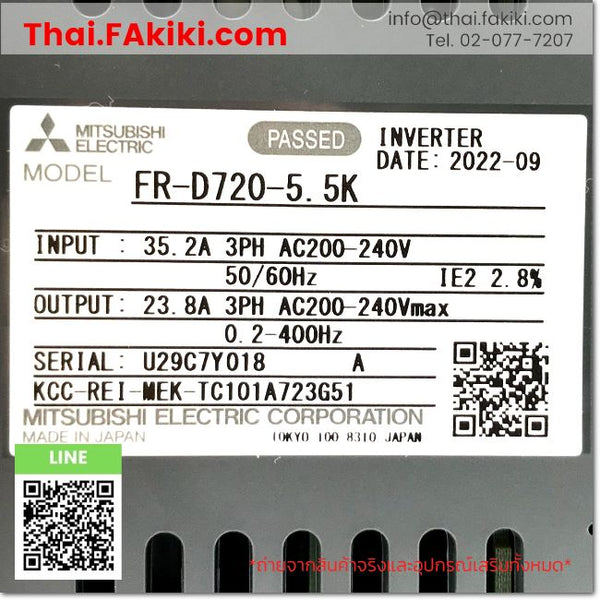 Thai.FAkiki.com
info@thai.fakiki.com
Tel. 02-077-7207
MITSUBISHI ELECTRIC
PASSED
INVERTER
DATE: 2022-09
MODEL FR-D720-5.5K
INPUT : 35.2A 3PH AC200-240V
50/60Hz IE2 2.8%
OUTPUT: 23.8A 3PH AC200-240Vmax
0.2-400Hz
SERIAL: U29C7Y018 A
KCC-REI-MEK-TC101A723G51
MITSUBISHI ELECTRIC CORPORATION
MADE IN JAPAN TOKYO 100 8310 JAPAN
LINE
*ถ่ายจากสินค้าจริงและอุปกรณ์เสริมทั้งหมด*